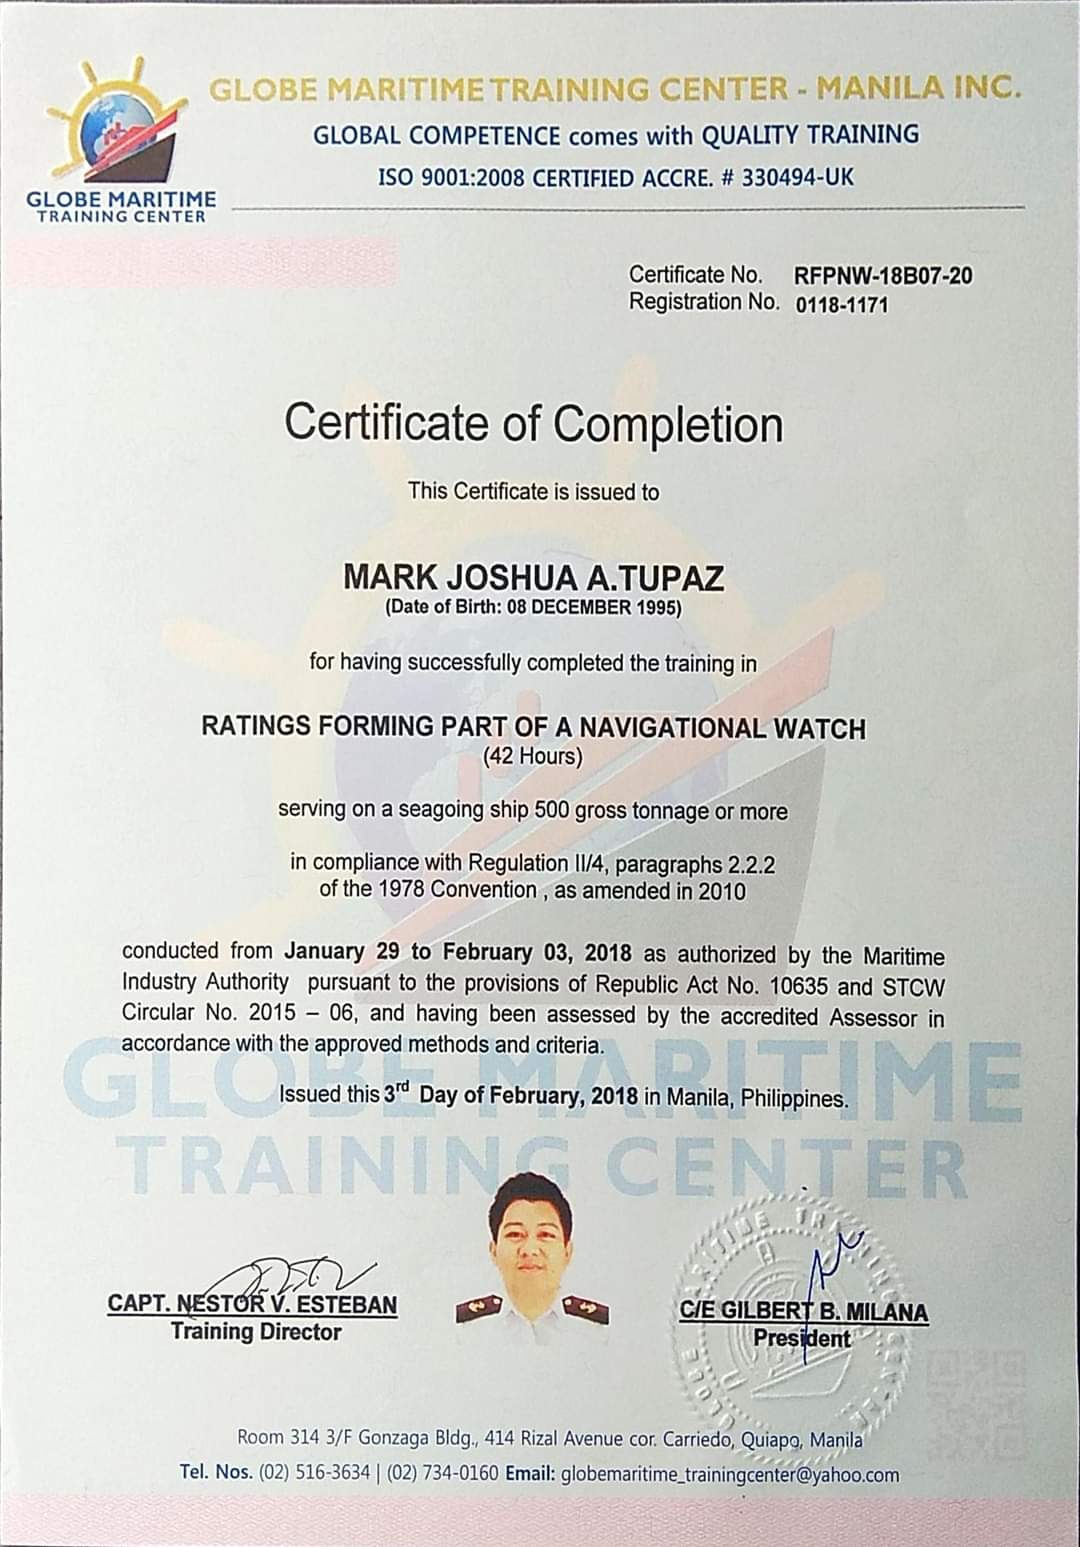 GLOBE MARITIME TRAINING CENTER - MANILA INC.
GLOBAL COMPETENCE comes with QUALITY TRAINING
ISO 9001:2008 CERTIFIED ACCRE. # 330494-UK
GLOBE MARITIME
TRAINING CENTER
Certificate No. RFPNW-18B07-20
Registration No. 0118-1171
Certificate of Completion
This Certificate is issued to
MARK JOSHUA A.TUPAZ
(Date of Birth: 08 DECEMBER 1995)
for having successfully completed the training in
RATINGS FORMING PART OF A NAVIGATIONAL WATCH
(42 Hours)
serving on a seagoing ship 500 gross tonnage or more
in compliance with Regulation II/4, paragraphs 2.2.2
of the 1978 Convention , as amended in 2010
conducted from January 29 to February 03, 2018 as authorized by the Maritime
Industry Authority pursuant to the provisions of Republic Act No. 10635 and STCW
Circular No. 2015 – 06, and having been assessed by the accredited Assessor in
accordance with the approved methods and criteria.
GLOBE MARITIME
TRAINING CENTER
Issued this 3rd Day of February, 2018 in Manila, Philippines.
CAPT. NESTOR V. ESTEBAN
Training Director
C/E GILBERT B. MILANA
President
Room 314 3/F Gonzaga Bldg., 414 Rizal Avenue cor. Carriedo, Quiapo, Manila
Tel. Nos. (02) 516-3634 | (02) 734-0160 Email: globemaritime_trainingcenter@yahoo.com